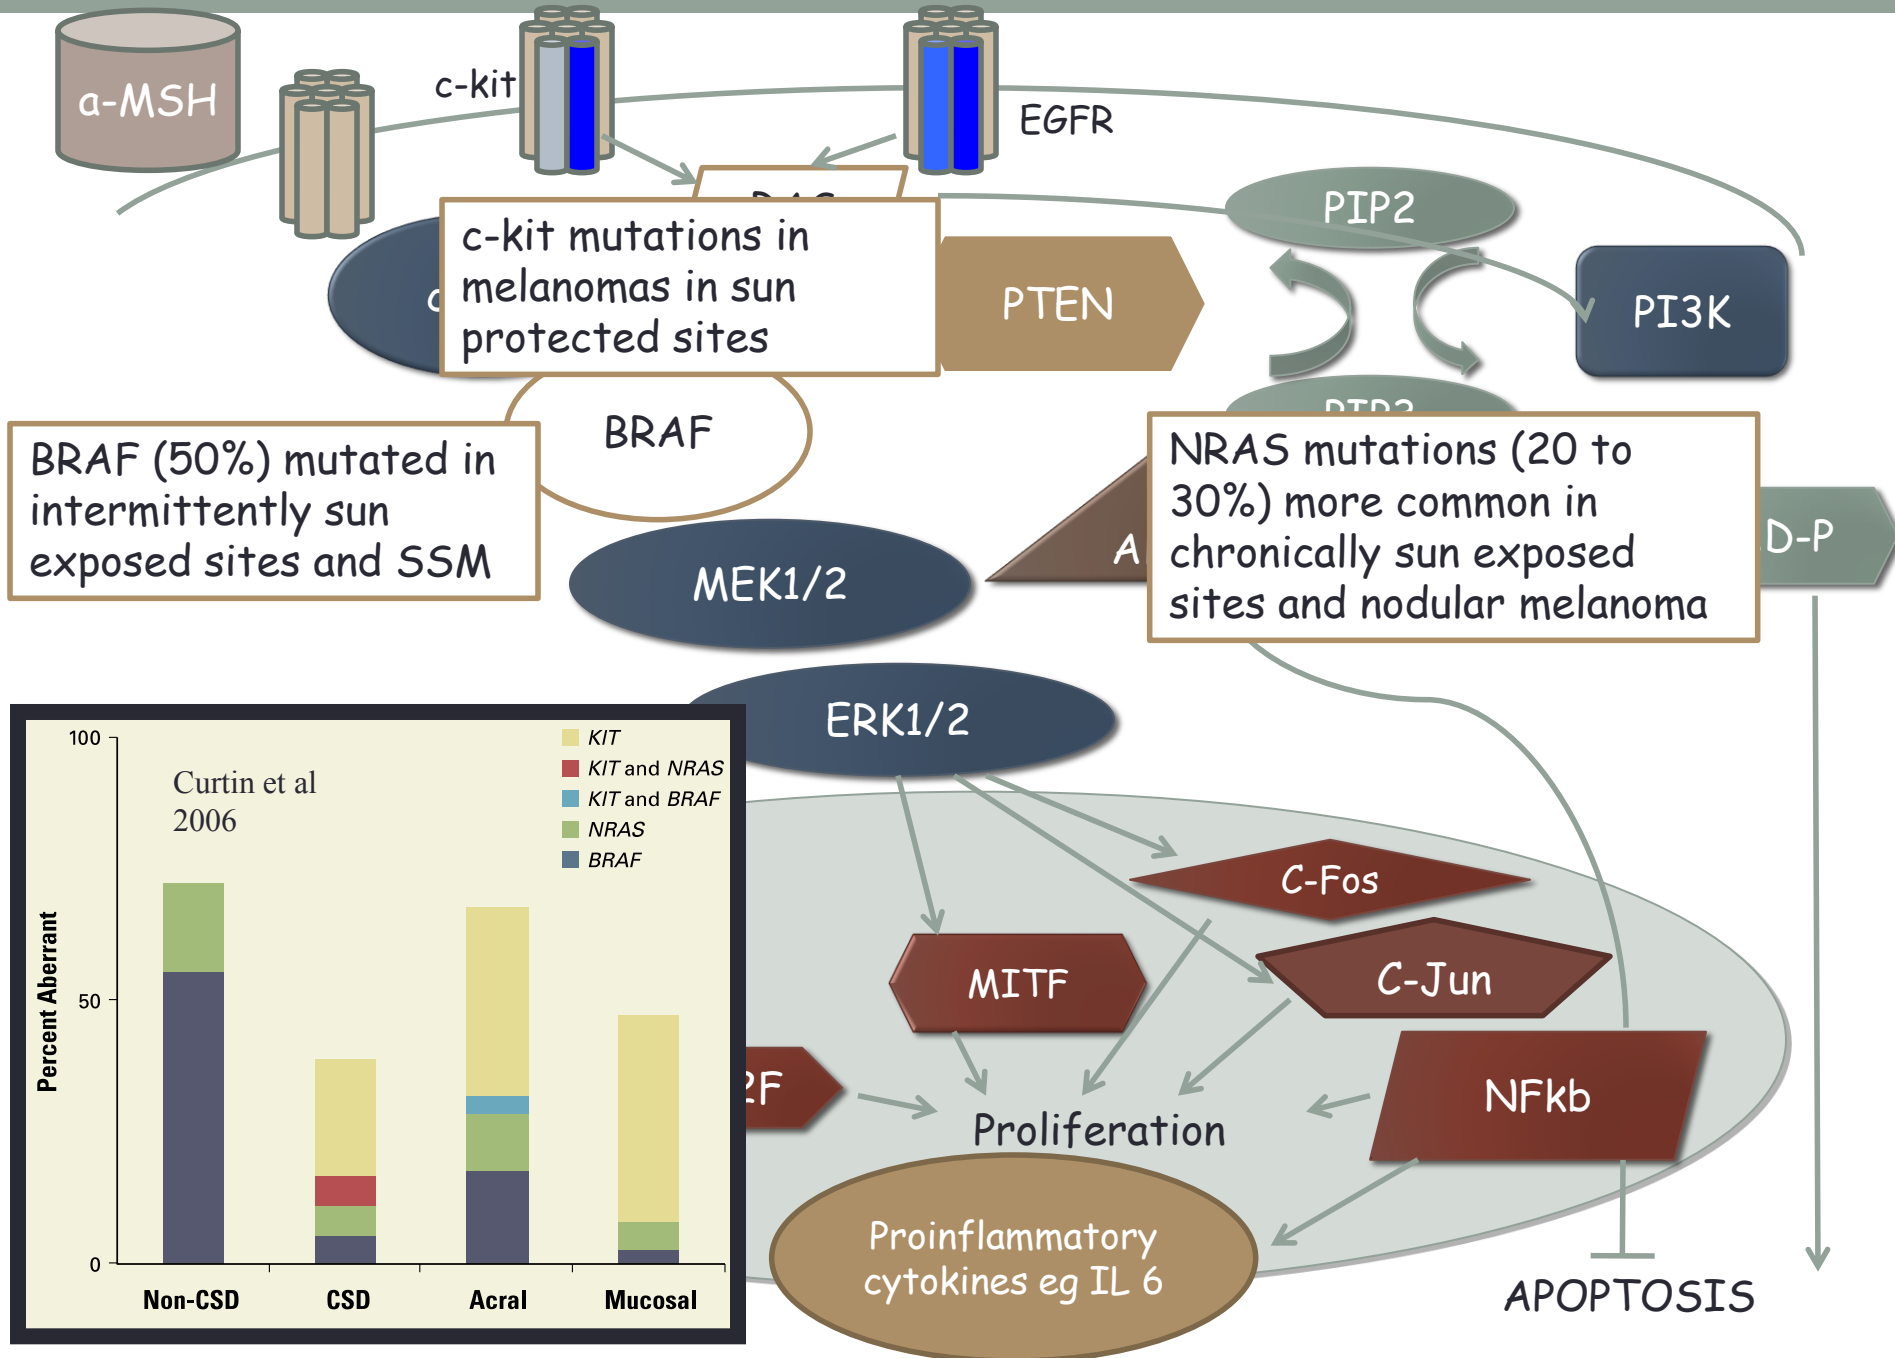 a-MSH
c-kit
EGFR
PIP2
c-kit mutations in
melanomas in sun
protected sites
PTEN
PI3K
BRAF
BRAF (50%) mutated in
intermittently sun
exposed sites and SSM
NRAS mutations (20 to
30%) more common in
chronically sun exposed
sites and nodular melanoma
D-P
MEK1/2
ERK1/2
100
50
0
Percent Aberrant
Curtin et al
2006
KIT
KIT and NRAS
KIT and BRAF
NRAS
BRAF
Non-CSD
CSD
Acral
Mucosal
C-Fos
MITF
C-Jun
NFkb
Proliferation
Proinflammatory
cytokines eg IL 6
APOPTOSIS